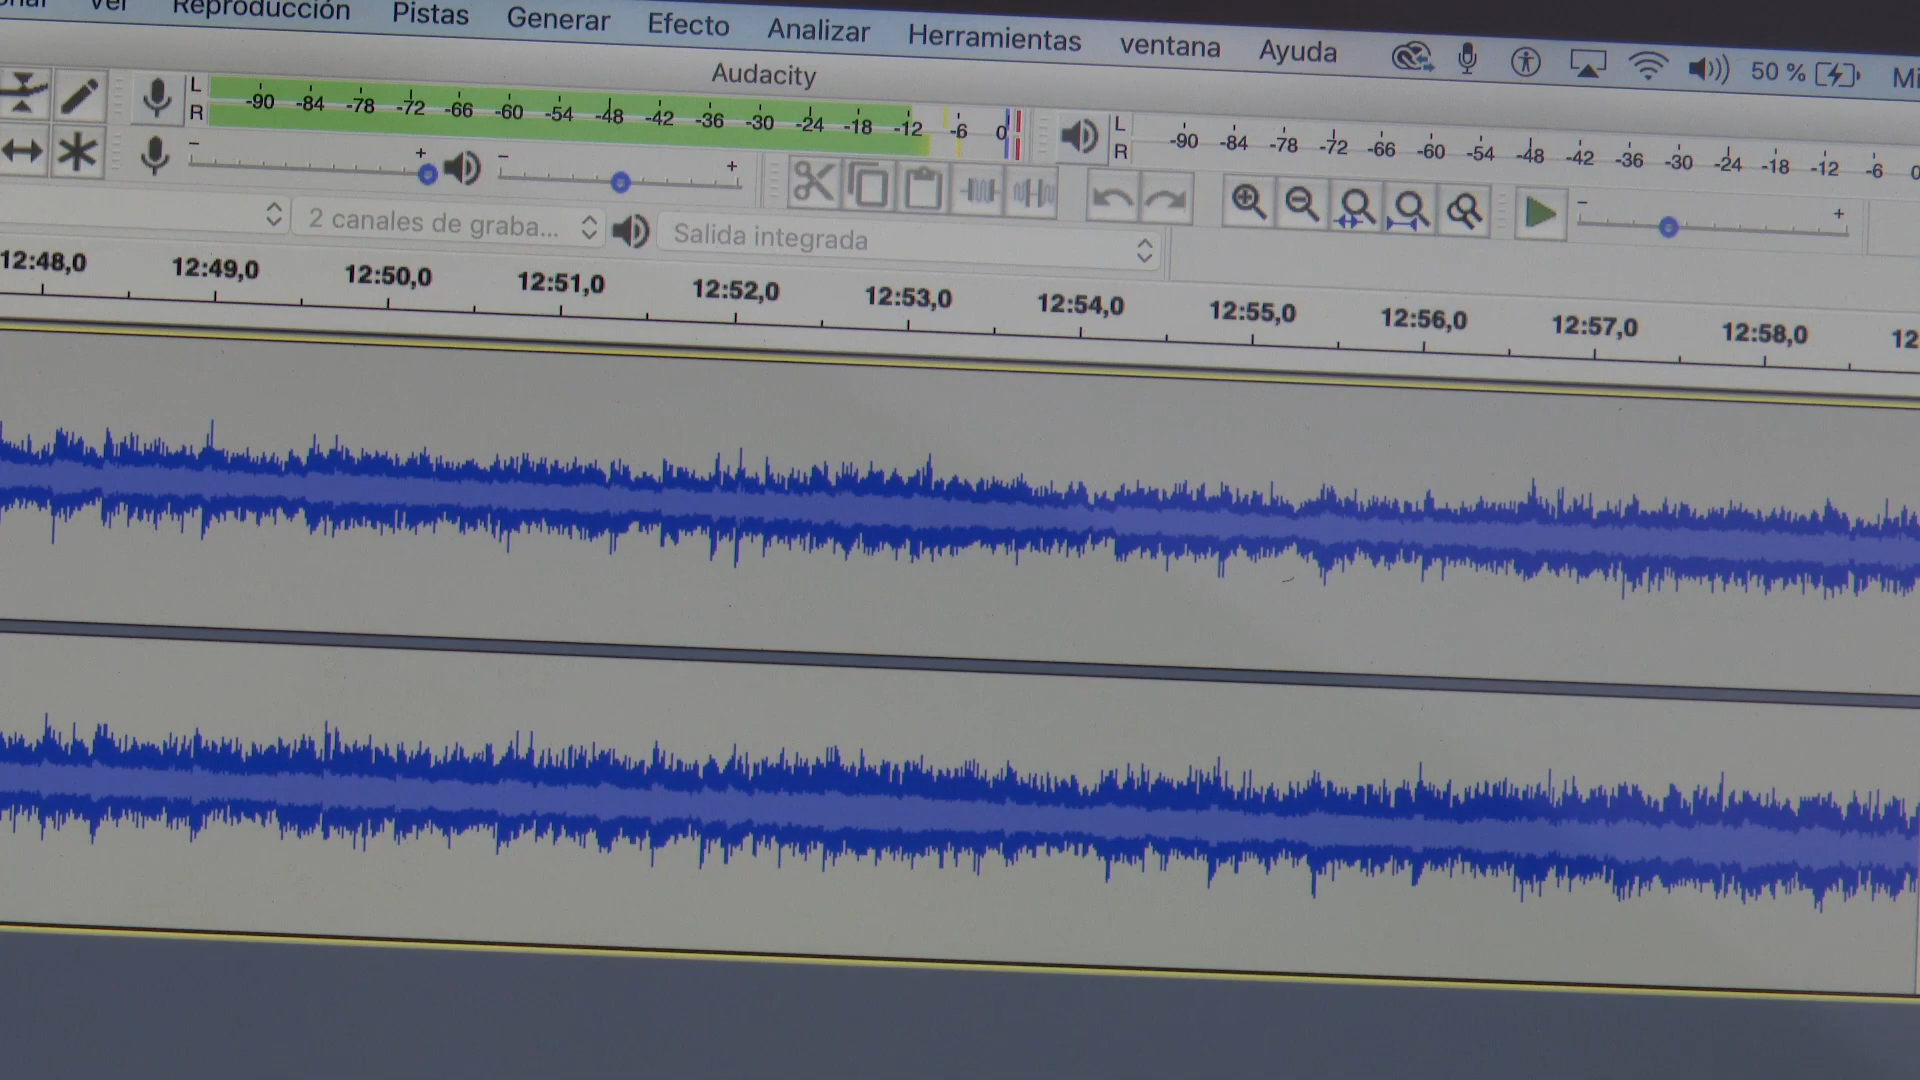 Ver Reproducción Pistas Generar Efecto Analizar Herramientas ventana Ayuda 50 %
Audacity
L
R
-90 -84 -78 -72 -66 -60 -54 -48 -42 -36 -30 -24 -18 -12 -6 0
L
R
-90 -84 -78 -72 -66 -60 -54 -48 -42 -36 -30 -24 -18 -12 -6 0
- + - +
- +
2 canales de graba... Salida integrada
12:48,0 12:49,0 12:50,0 12:51,0 12:52,0 12:53,0 12:54,0 12:55,0 12:56,0 12:57,0 12:58,0 12